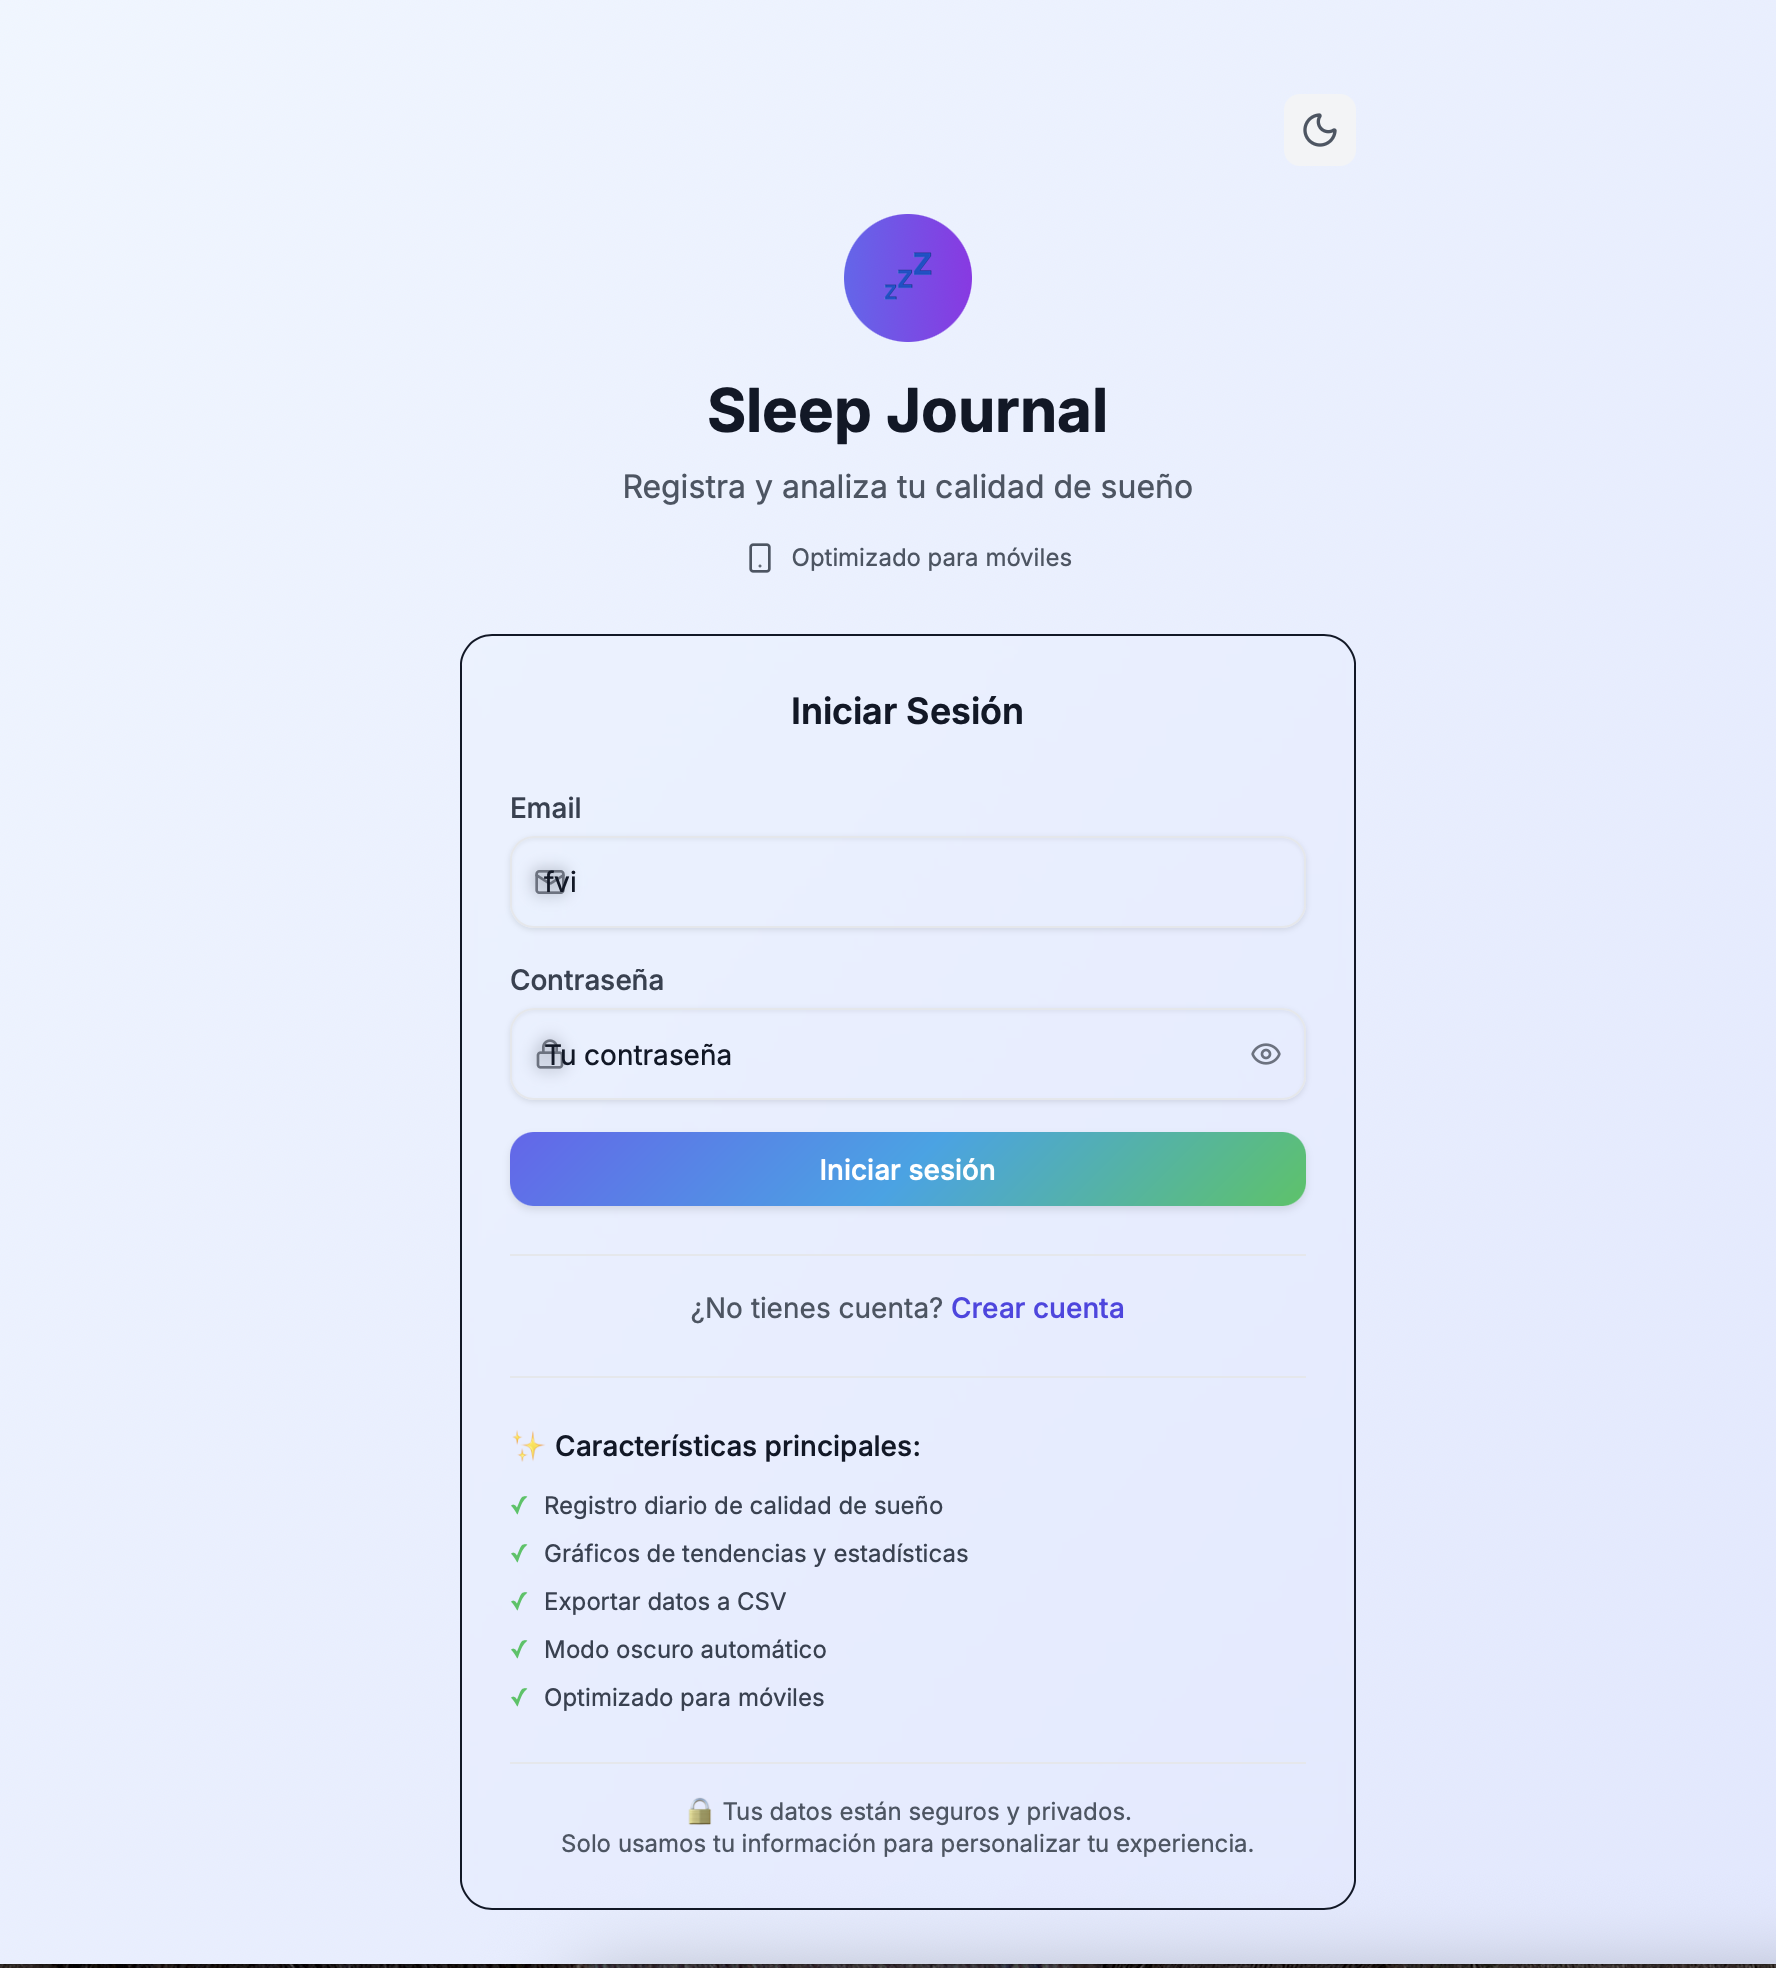 zzZ
Sleep Journal
Registra y analiza tu calidad de sueño
Optimizado para móviles
Iniciar Sesión
Email
fvi
Contraseña
Tu contraseña
Iniciar sesión
¿No tienes cuenta? Crear cuenta
✨ Características principales:
✓ Registro diario de calidad de sueño
✓ Gráficos de tendencias y estadísticas
✓ Exportar datos a CSV
✓ Modo oscuro automático
✓ Optimizado para móviles
🔒 Tus datos están seguros y privados.
Solo usamos tu información para personalizar tu experiencia.